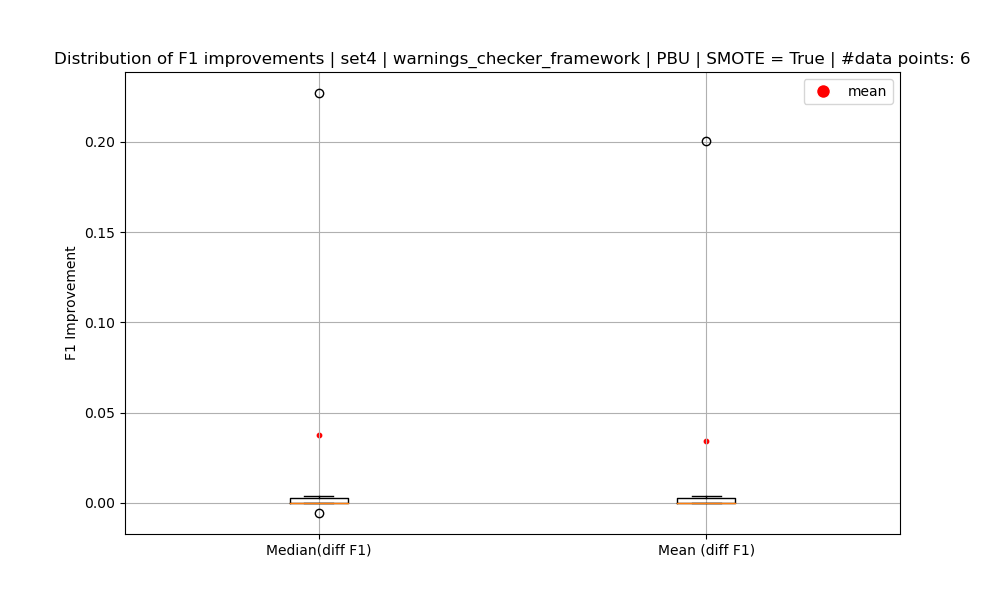 Distribution of F1 improvements | set4 | warnings_checker_framework | PBU | SMOTE = True | #data points: 6
mean
0.20
0.15
0.10
0.05
0.00
F1 Improvement
Median(diff F1)
Mean (diff F1)